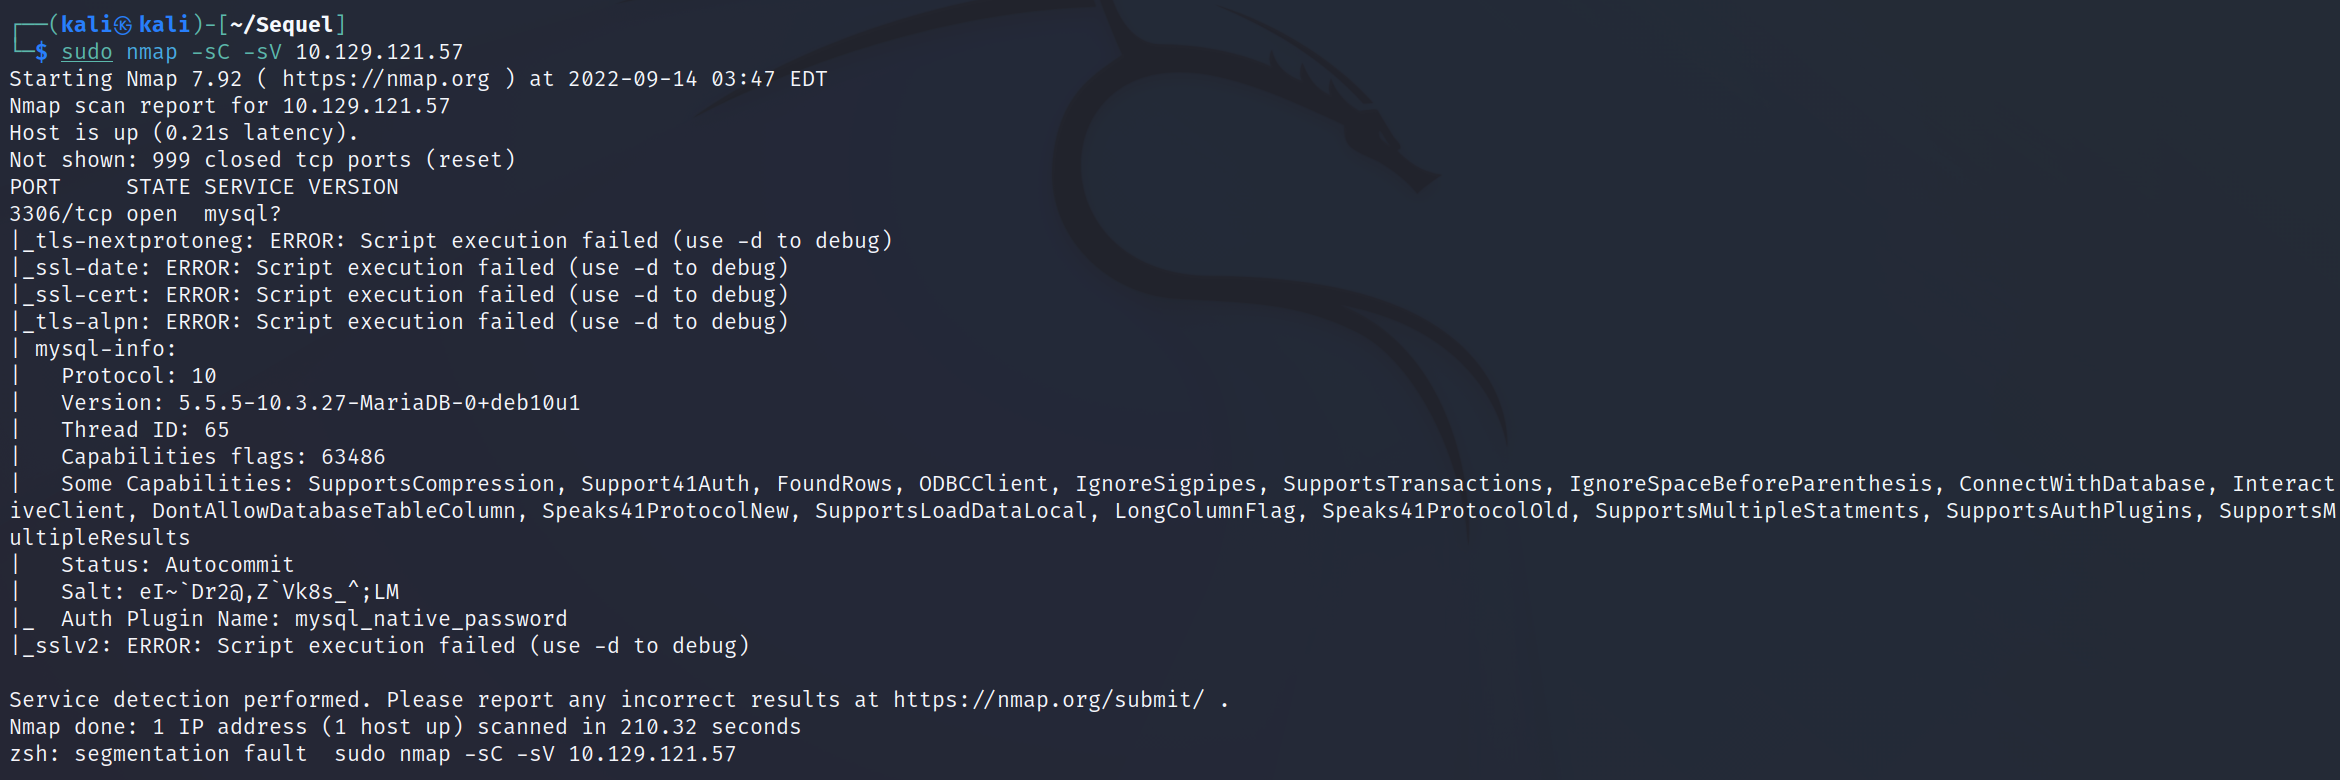 ┌──(kali㉿kali)-[~/Sequel]
└─$ sudo nmap -sC -sV 10.129.121.57
Starting Nmap 7.92 ( https://nmap.org ) at 2022-09-14 03:47 EDT
Nmap scan report for 10.129.121.57
Host is up (0.21s latency).
Not shown: 999 closed tcp ports (reset)
PORT     STATE SERVICE VERSION
3306/tcp open  mysql?
|_tls-nextprotoneg: ERROR: Script execution failed (use -d to debug)
|_ssl-date: ERROR: Script execution failed (use -d to debug)
|_ssl-cert: ERROR: Script execution failed (use -d to debug)
|_tls-alpn: ERROR: Script execution failed (use -d to debug)
| mysql-info:
|   Protocol: 10
|   Version: 5.5.5-10.3.27-MariaDB-0+deb10u1
|   Thread ID: 65
|   Capabilities flags: 63486
|   Some Capabilities: SupportsCompression, Support41Auth, FoundRows, ODBCClient, IgnoreSigpipes, SupportsTransactions, IgnoreSpaceBeforeParenthesis, ConnectWithDatabase, Interact
iveClient, DontAllowDatabaseTableColumn, Speaks41ProtocolNew, SupportsLoadDataLocal, LongColumnFlag, Speaks41ProtocolOld, SupportsMultipleStatments, SupportsAuthPlugins, SupportsM
ultipleResults
|   Status: Autocommit
|   Salt: eI~`Dr2@,Z`Vk8s_^;LM
|_  Auth Plugin Name: mysql_native_password
|_sslv2: ERROR: Script execution failed (use -d to debug)

Service detection performed. Please report any incorrect results at https://nmap.org/submit/ .
Nmap done: 1 IP address (1 host up) scanned in 210.32 seconds
zsh: segmentation fault  sudo nmap -sC -sV 10.129.121.57